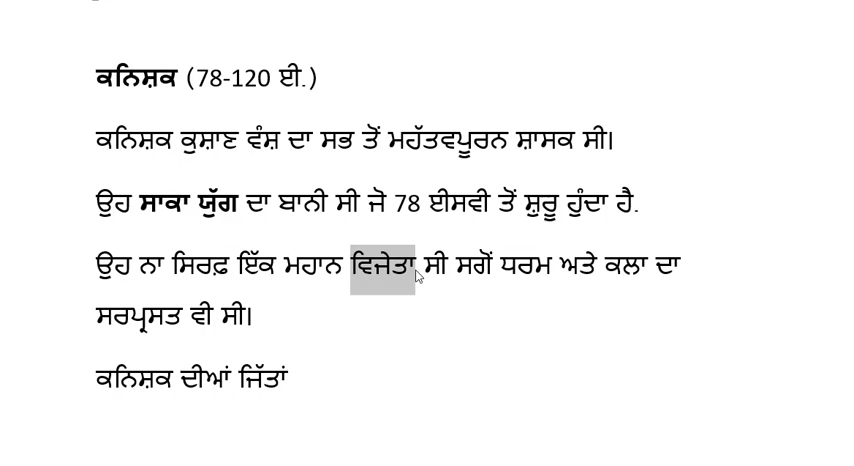 ਕਨਿਸ਼ਕ (78-120 ਈ.)
ਕਨਿਸ਼ਕ ਕੁਸ਼ਾਣ ਵੰਸ਼ ਦਾ ਸਭ ਤੋਂ ਮਹੱਤਵਪੂਰਨ ਸ਼ਾਸਕ ਸੀ।
ਉਹ ਸਾਕਾ ਯੁੱਗ ਦਾ ਬਾਨੀ ਸੀ ਜੋ 78 ਈਸਵੀ ਤੋਂ ਸ਼ੁਰੂ ਹੁੰਦਾ ਹੈ.
ਉਹ ਨਾ ਸਿਰਫ਼ ਇੱਕ ਮਹਾਨ ਵਿਜੇਤਾ ਸੀ ਸਗੋਂ ਧਰਮ ਅਤੇ ਕਲਾ ਦਾ
ਸਰਪ੍ਰਸਤ ਵੀ ਸੀ।
ਕਨਿਸ਼ਕ ਦੀਆਂ ਜਿੱਤਾਂ